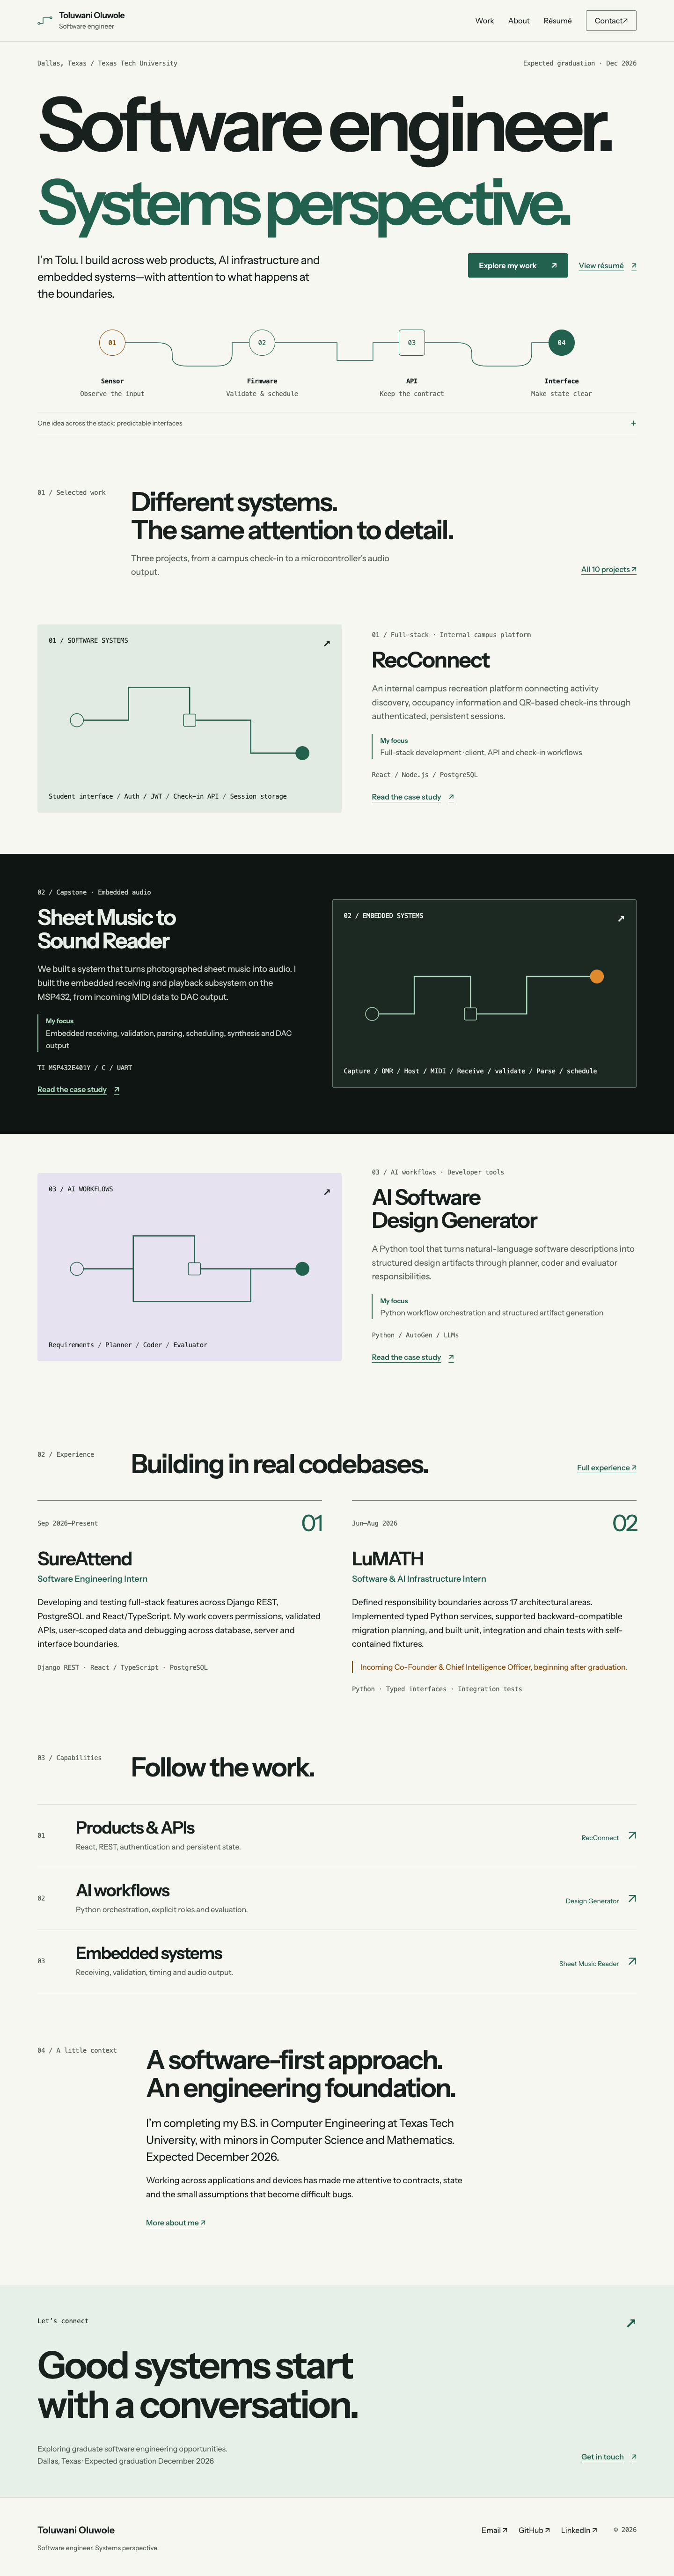 Toluwani Oluwole
Software engineer
Work About Résumé Contact↗
Dallas, Texas / Texas Tech University
Expected graduation · Dec 2026
Software engineer.
Systems perspective.
I’m Tolu. I build across web products, AI infrastructure and
embedded systems—with attention to what happens at
the boundaries.
Explore my work ↗
View résumé ↗
01
02
03
04
Sensor
Observe the input
Firmware
Validate & schedule
API
Keep the contract
Interface
Make state clear
One idea across the stack: predictable interfaces +
01 / Selected work
Different systems.
The same attention to detail.
Three projects, from a campus check-in to a microcontroller’s audio
output.
All 10 projects ↗
01 / SOFTWARE SYSTEMS ↗
Student interface / Auth / JWT / Check-in API / Session storage
01 / Full-stack · Internal campus platform
RecConnect
An internal campus recreation platform connecting activity
discovery, occupancy information and QR-based check-ins through
authenticated, persistent sessions.
My focus
Full-stack development · client, API and check-in workflows
React / Node.js / PostgreSQL
Read the case study ↗
02 / Capstone · Embedded audio
Sheet Music to
Sound Reader
We built a system that turns photographed sheet music into audio. I
built the embedded receiving and playback subsystem on the
MSP432, from incoming MIDI data to DAC output.
My focus
Embedded receiving, validation, parsing, scheduling, synthesis and DAC
output
TI MSP432E401Y / C / UART
Read the case study ↗
02 / EMBEDDED SYSTEMS ↗
Capture / OMR / Host / MIDI / Receive / validate / Parse / schedule
03 / AI WORKFLOWS ↗
Requirements / Planner / Coder / Evaluator
03 / AI workflows · Developer tools
AI Software
Design Generator
A Python tool that turns natural-language software descriptions into
structured design artifacts through planner, coder and evaluator
responsibilities.
My focus
Python workflow orchestration and structured artifact generation
Python / AutoGen / LLMs
Read the case study ↗
02 / Experience
Building in real codebases.
Full experience ↗
Sep 2026–Present
01
SureAttend
Software Engineering Intern
Developing and testing full-stack features across Django REST,
PostgreSQL and React/TypeScript. My work covers permissions, validated
APIs, user-scoped data and debugging across database, server and
interface boundaries.
Django REST · React / TypeScript · PostgreSQL
Jun–Aug 2026
02
LuMATH
Software & AI Infrastructure Intern
Defined responsibility boundaries across 17 architectural areas.
Implemented typed Python services, supported backward-compatible
migration planning, and built unit, integration and chain tests with self-
contained fixtures.
Incoming Co-Founder & Chief Intelligence Officer, beginning after graduation.
Python · Typed interfaces · Integration tests
03 / Capabilities
Follow the work.
01
Products & APIs
React, REST, authentication and persistent state.
RecConnect ↗
02
AI workflows
Python orchestration, explicit roles and evaluation.
Design Generator ↗
03
Embedded systems
Receiving, validation, timing and audio output.
Sheet Music Reader ↗
04 / A little context
A software-first approach.
An engineering foundation.
I’m completing my B.S. in Computer Engineering at Texas Tech
University, with minors in Computer Science and Mathematics.
Expected December 2026.
Working across applications and devices has made me attentive to contracts, state
and the small assumptions that become difficult bugs.
More about me ↗
Let’s connect ↗
Good systems start
with a conversation.
Exploring graduate software engineering opportunities.
Dallas, Texas · Expected graduation December 2026
Get in touch ↗
Toluwani Oluwole
Software engineer. Systems perspective.
Email ↗ GitHub ↗ LinkedIn ↗ © 2026